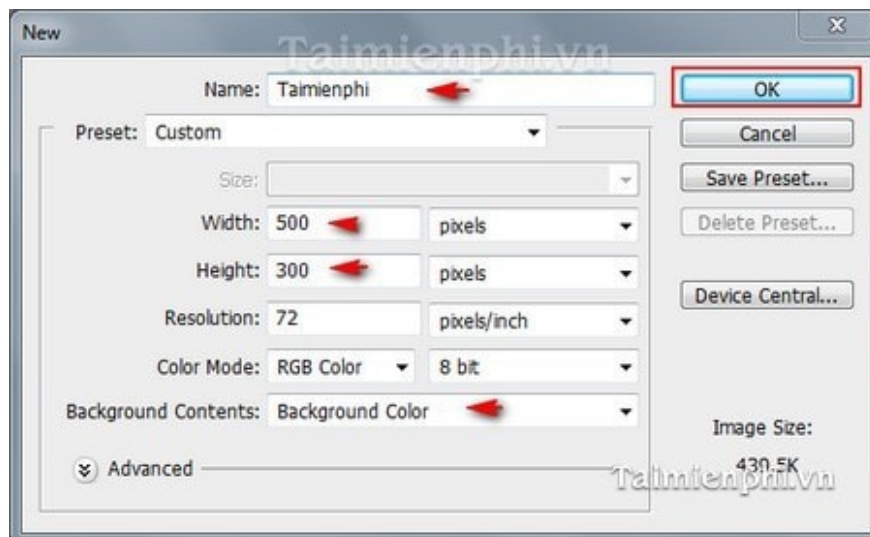 New
Taimienphi.vn
Name: Taimienphi
OK
Preset: Custom
Cancel
Size:
Save Preset...
Width: 500 pixels
Delete Preset...
Height: 300 pixels
Device Central...
Resolution: 72 pixels/inch
Color Mode: RGB Color 8 bit
Background Contents: Background Color
Image Size:
Advanced
430.5K
Taimienphi.vn